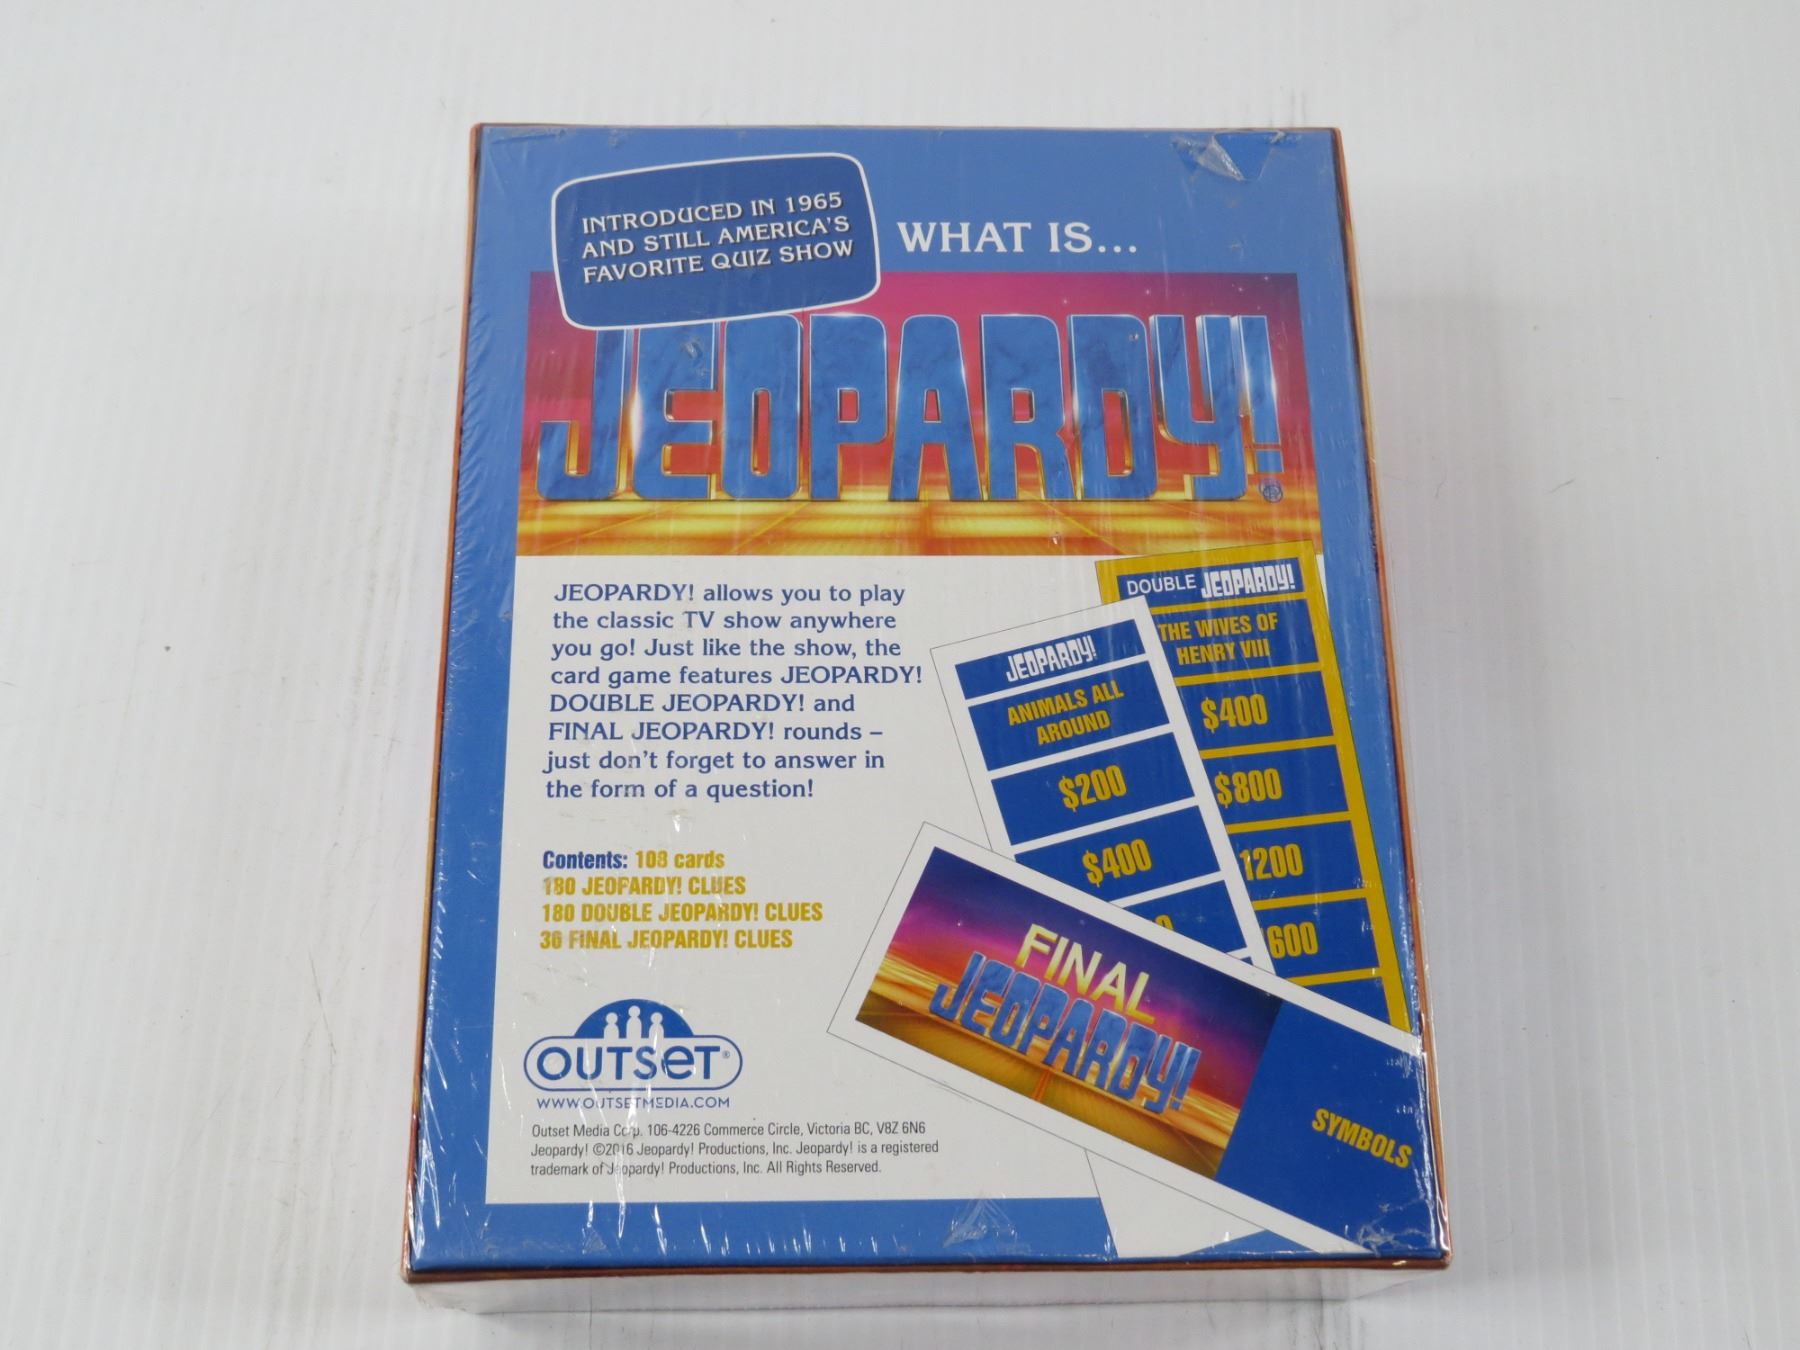 INTRODUCED IN 1965
AND STILL AMERICA'S
FAVORITE QUIZ SHOW
WHAT IS...
JEOPARDY!
®
JEOPARDY! allows you to play
the classic TV show anywhere
you go! Just like the show, the
card game features JEOPARDY!
DOUBLE JEOPARDY! and
FINAL JEOPARDY! rounds –
just don't forget to answer in
the form of a question!
Contents: 108 cards
180 JEOPARDY! CLUES
180 DOUBLE JEOPARDY! CLUES
36 FINAL JEOPARDY! CLUES
DOUBLE JEOPARDY!
THE WIVES OF
HENRY VIII
$400
$800
1200
600
JEOPARDY!
ANIMALS ALL
AROUND
$200
$400
0
FINAL
JEOPARDY!
SYMBOLS
OUTSET®
WWW.OUTSETMEDIA.COM
Outset Media Corp. 106-4226 Commerce Circle, Victoria BC, V8Z 6N6
Jeopardy! ©2016 Jeopardy! Productions, Inc. Jeopardy! is a registered
trademark of Jeopardy! Productions, Inc. All Rights Reserved.